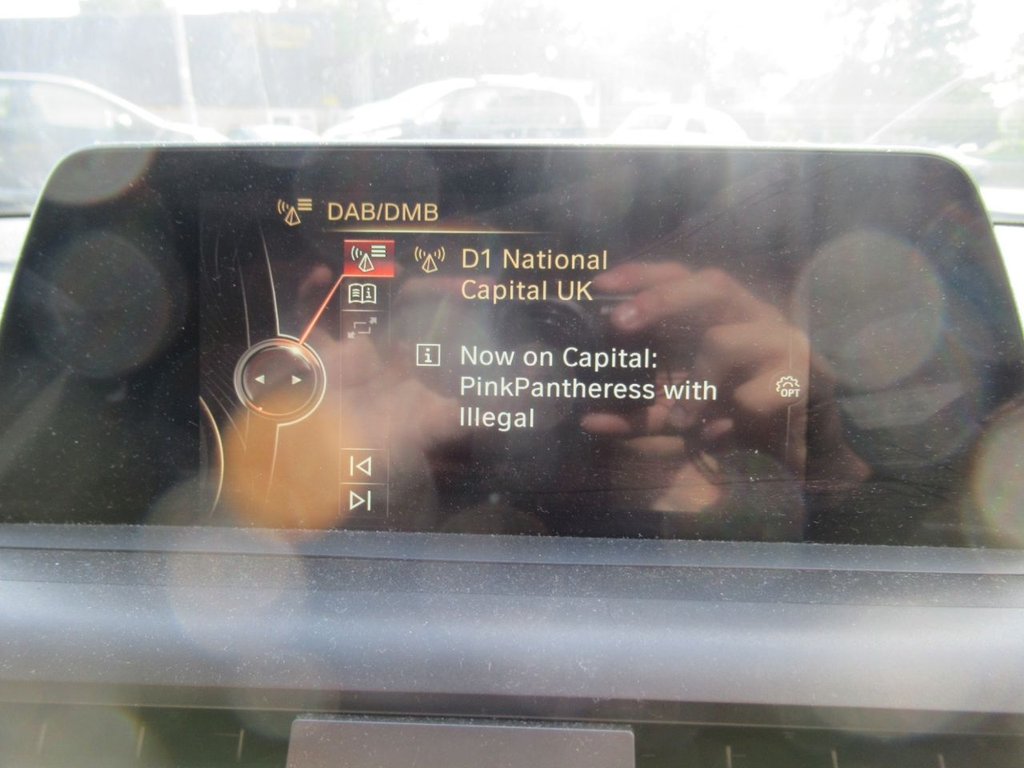 DAB/DMB
D1 National
Capital UK
Now on Capital:
PinkPantheress with
Illegal
OPT